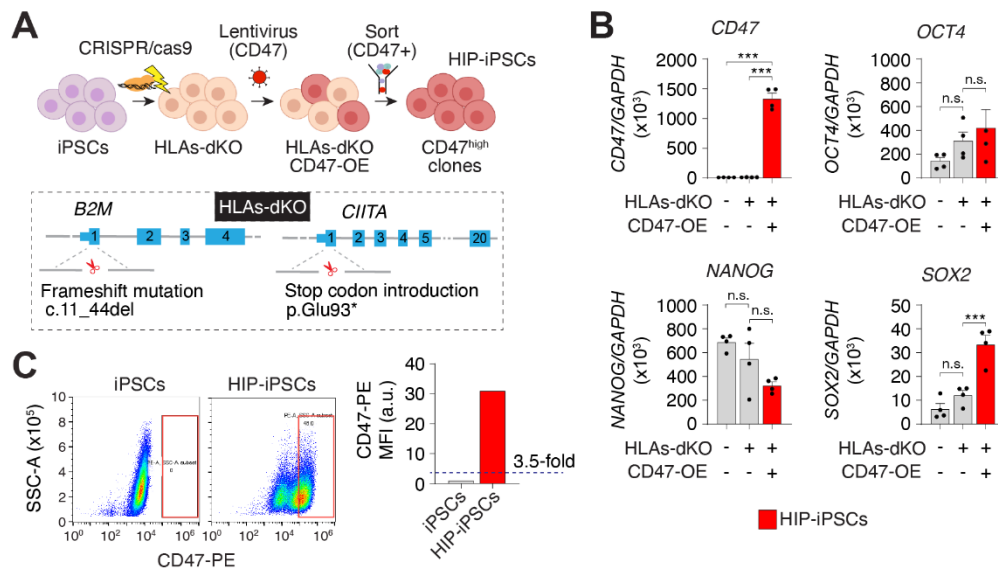 A
CRISPR/cas9
Lentivirus
(CD47)
Sort
(CD47+)
HIP-iPSCs
iPSCs
HLAs-dKO
HLAs-dKO
CD47-OE
CD47high
clones
HLAs-dKO
B2M
1
2
3
4
Frameshift mutation
c.11_44del
CIITA
1
2
3
4
5
20
Stop codon introduction
p.Glu93*
B
CD47
CD47/GAPDH
(x10³)
2000
1500
1000
500
0
***
***
HLAs-dKO - + +
CD47-OE - - +
OCT4
OCT4/GAPDH
(x10³)
1000
800
600
400
200
0
n.s.
n.s.
HLAs-dKO - + +
CD47-OE - - +
NANOG
NANOG/GAPDH
(x10³)
1000
800
600
400
200
0
n.s.
n.s.
HLAs-dKO - + +
CD47-OE - - +
SOX2
SOX2/GAPDH
(x10³)
50
40
30
20
10
0
n.s.
***
HLAs-dKO - + +
CD47-OE - - +
HIP-iPSCs
C
iPSCs
HIP-iPSCs
SSC-A (x10⁵)
10
8
6
4
2
0
10⁰ 10² 10⁴ 10⁶
10⁰ 10² 10⁴ 10⁶
CD47-PE
CD47-PE
MFI (a.u.)
40
30
20
10
0
3.5-fold
iPSCs
HIP-iPSCs